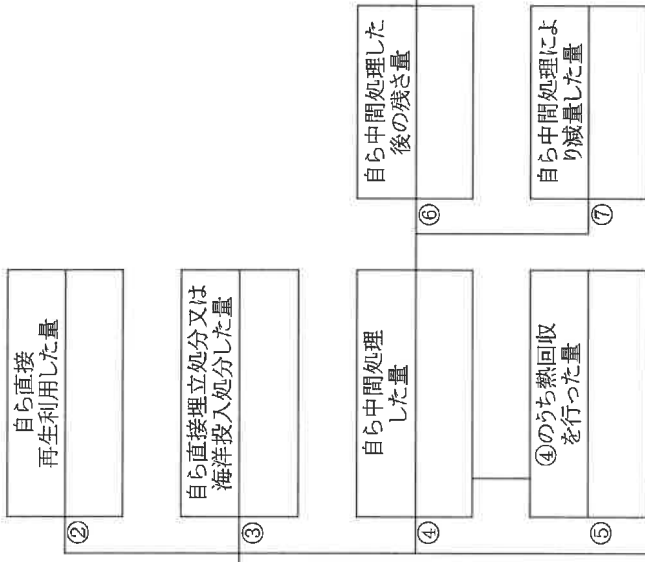 ②
自ら直接
再生利用した量
③
自ら直接埋立処分又は
海洋投入処分した量
④
自ら中間処理
した量
⑤
④のうち熱回収
を行った量
⑥
自ら中間処理した
後の残さ量
⑦
自ら中間処理によ
り減量した量